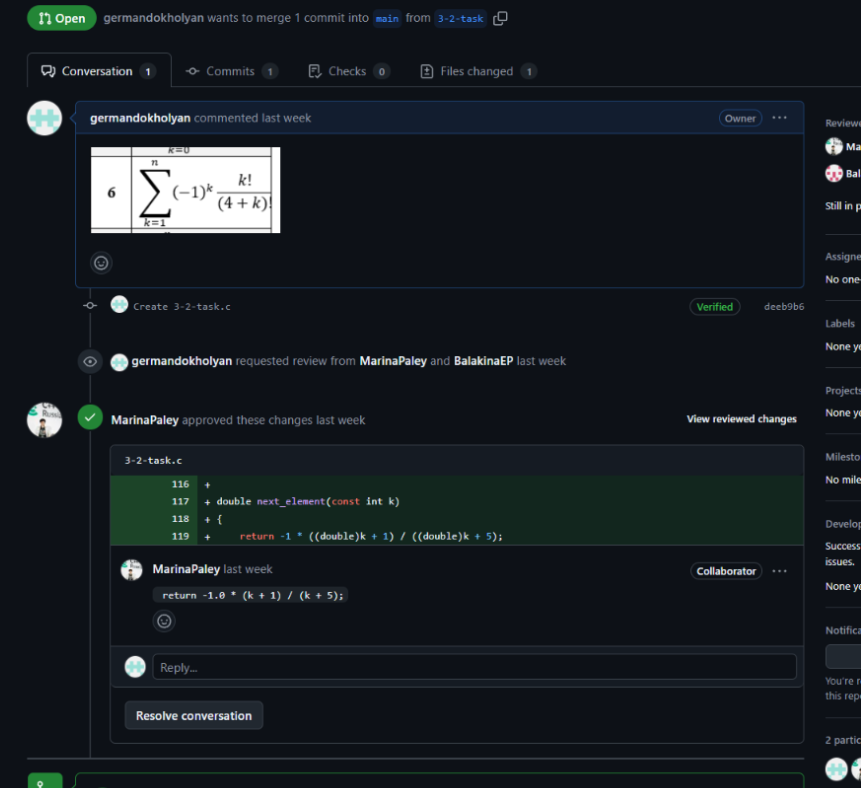 Open germandokholyan wants to merge 1 commit into main from 3-2-task
Conversation 1 Commits 1 Checks 0 Files changed 1
germandokholyan commented last week Owner ...
k=0
6 n ∑ k=1 (−1)^k k!/(4 + k)!
Create 3-2-task.c Verified deeb9b6
germandokholyan requested review from MarinaPaley and BalakinaEP last week
MarinaPaley approved these changes last week View reviewed changes
3-2-task.c
116 +
117 + double next_element(const int k)
118 + {
119 + return -1 * ((double)k + 1) / ((double)k + 5);
MarinaPaley last week Collaborator ...
return -1.0 * (k + 1) / (k + 5);
Reply...
Resolve conversation
Reviewe
Ma
Bal
Still in p
Assigne
No one-
Labels
None ye
Projects
None ye
Milesto
No mile
Develop
Success
issues.
None ye
Notifica
You're r
this rep
2 partic